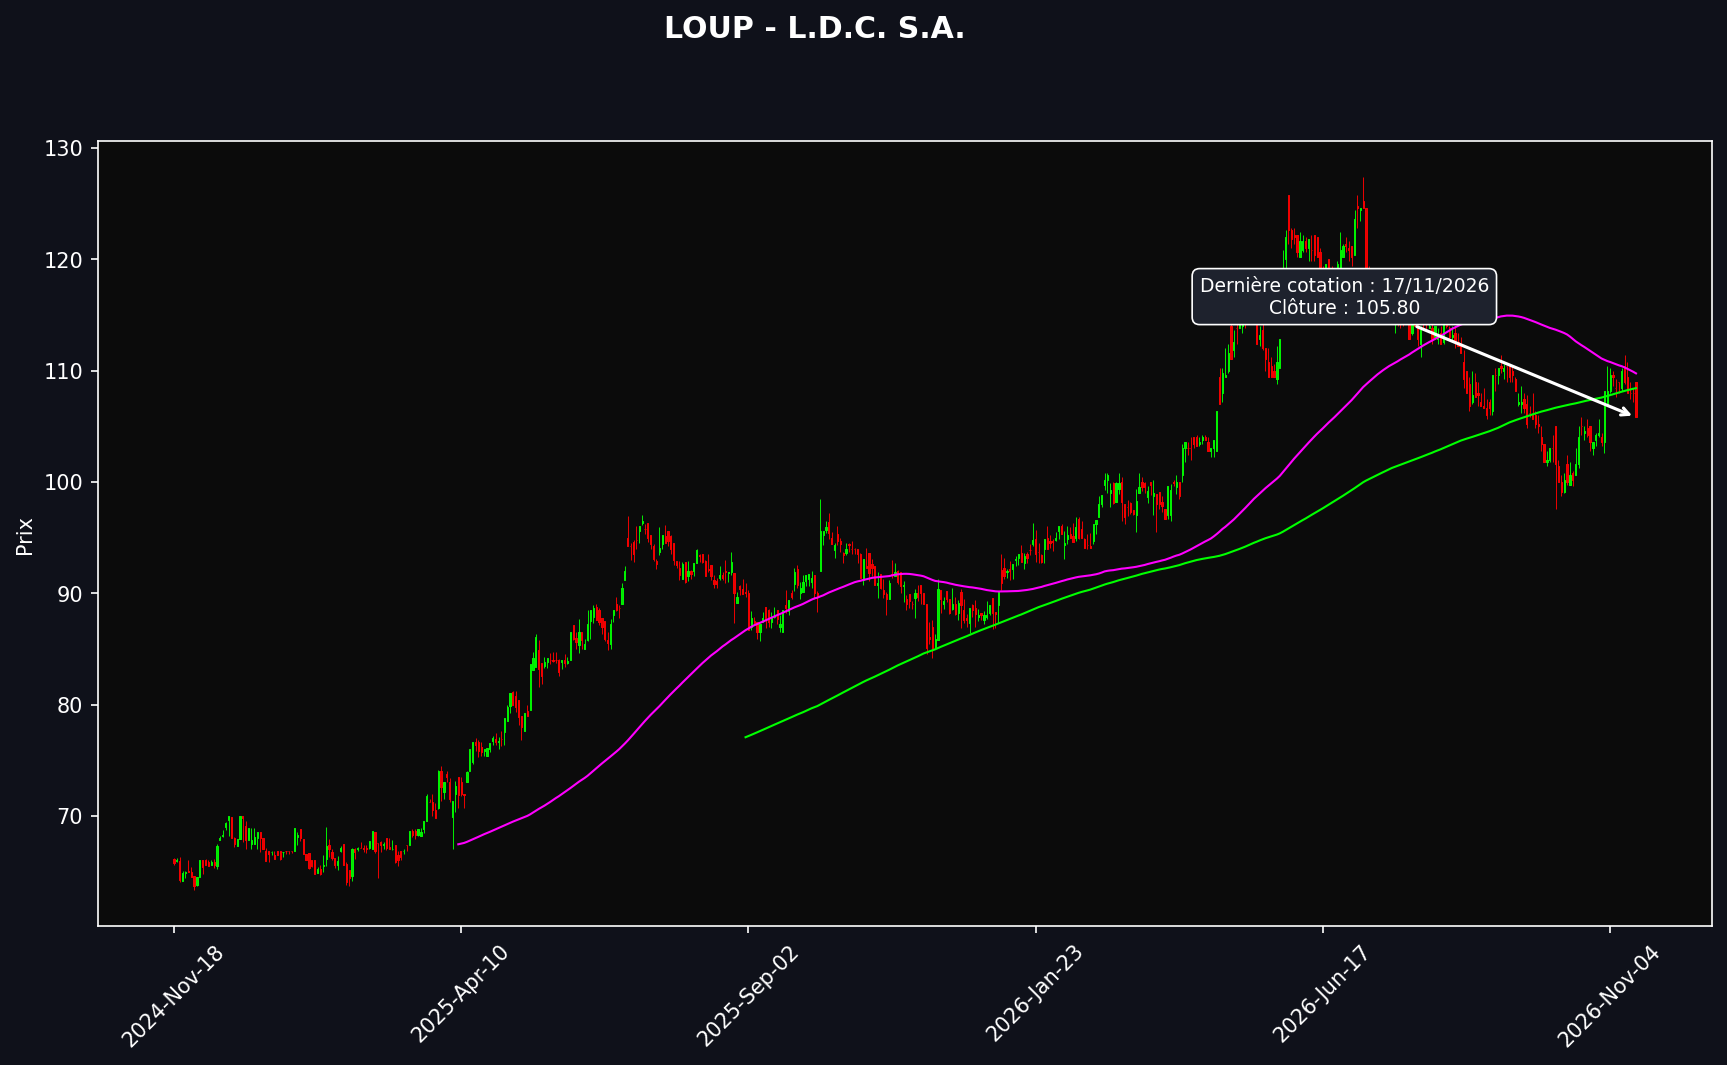 LOUP - L.D.C. S.A.
Prix
130
120
110
100
90
80
70
Dernière cotation : 17/11/2026
Clôture : 105.80
2024-Nov-18
2025-Apr-10
2025-Sep-02
2026-Jan-23
2026-Jun-17
2026-Nov-04